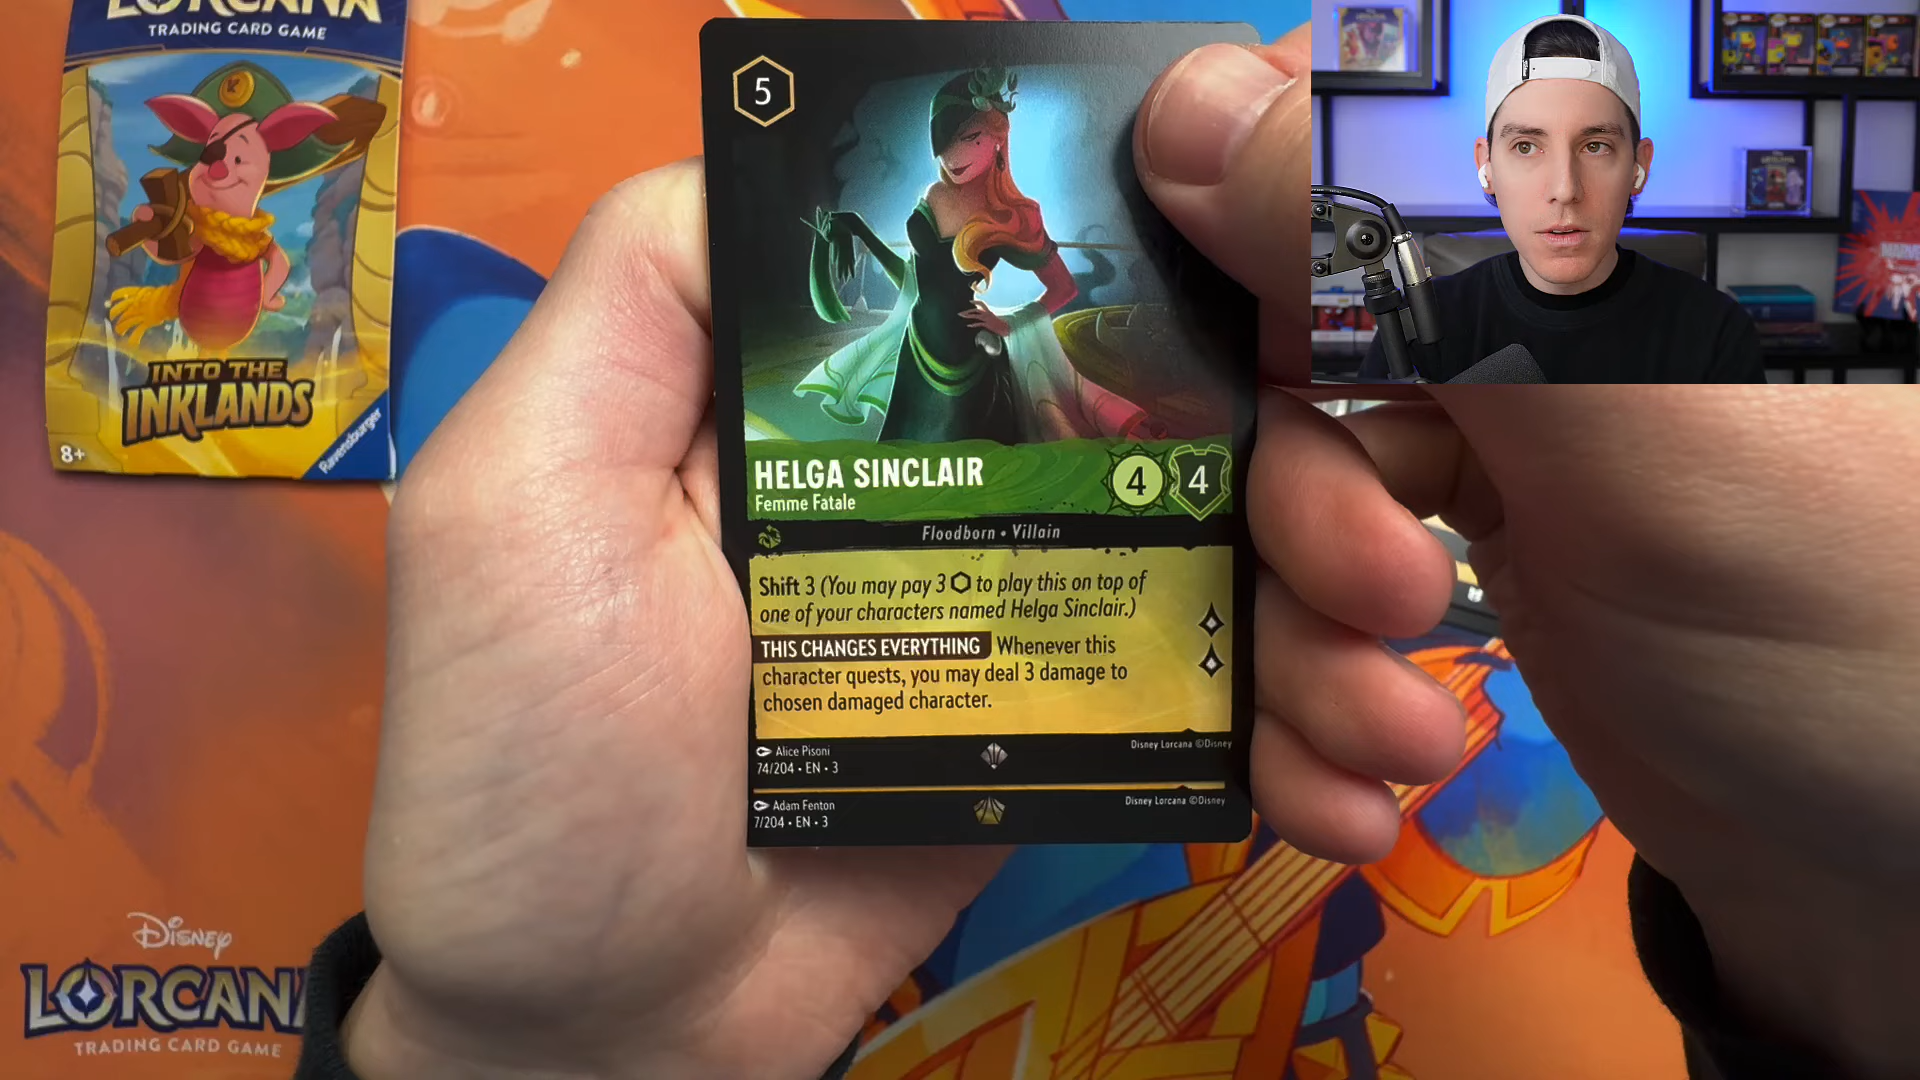 LORCANA
TRADING CARD GAME
K
INTO THE
INKLANDS
8+
Ravensburger
5
HELGA SINCLAIR
Femme Fatale
4
4
Floodborn • Villain
Shift 3 (You may pay 3 ⬡ to play this on top of
one of your characters named Helga Sinclair.)
THIS CHANGES EVERYTHING Whenever this
character quests, you may deal 3 damage to
chosen damaged character.
Alice Pisoni
Disney Lorcana ©Disney
74/204 • EN • 3
Adam Fenton
Disney Lorcana ©Disney
7/204 • EN • 3
DISNEY
LORCANA
TRADING CARD GAME